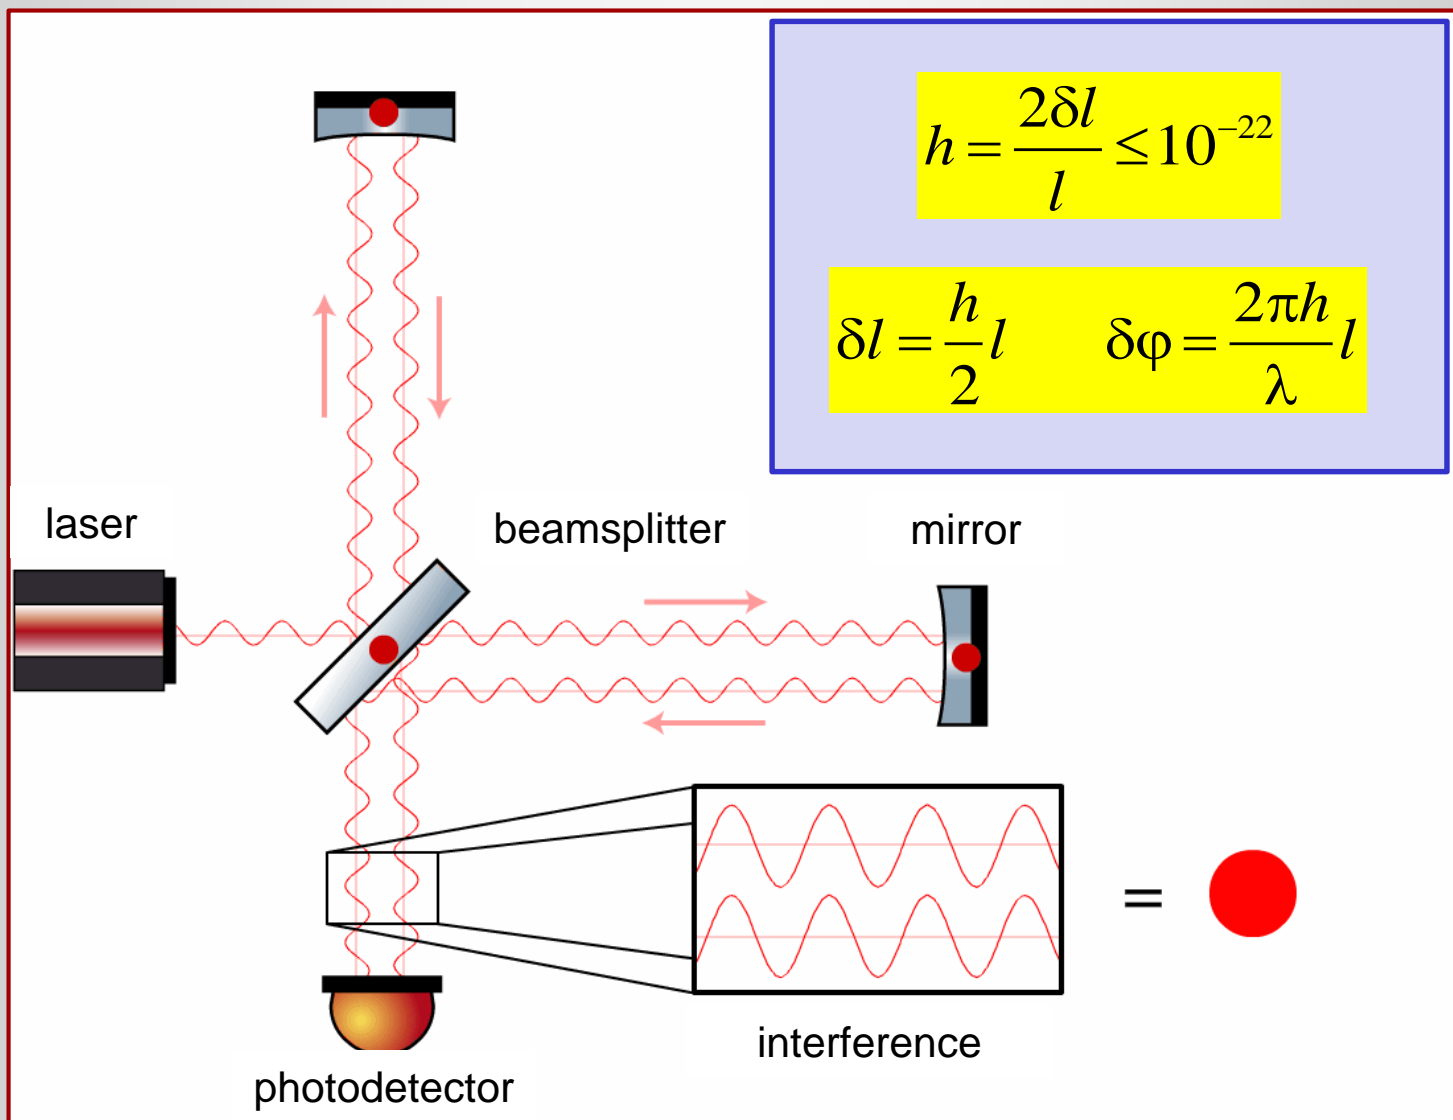 h = 2δl / l ≤ 10⁻²²
δl = h/2 l δφ = 2πh/λ l
laser
beamsplitter
mirror
=
interference
photodetector